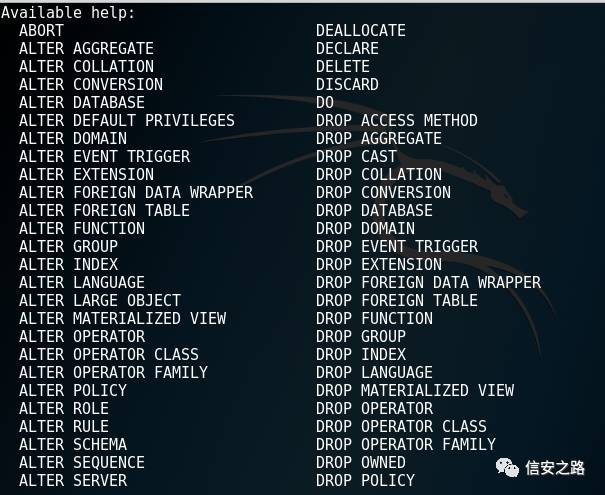 Available help:
ABORT DEALLOCATE
ALTER AGGREGATE DECLARE
ALTER COLLATION DELETE
ALTER CONVERSION DISCARD
ALTER DATABASE DO
ALTER DEFAULT PRIVILEGES DROP ACCESS METHOD
ALTER DOMAIN DROP AGGREGATE
ALTER EVENT TRIGGER DROP CAST
ALTER EXTENSION DROP COLLATION
ALTER FOREIGN DATA WRAPPER DROP CONVERSION
ALTER FOREIGN TABLE DROP DATABASE
ALTER FUNCTION DROP DOMAIN
ALTER GROUP DROP EVENT TRIGGER
ALTER INDEX DROP EXTENSION
ALTER LANGUAGE DROP FOREIGN DATA WRAPPER
ALTER LARGE OBJECT DROP FOREIGN TABLE
ALTER MATERIALIZED VIEW DROP FUNCTION
ALTER OPERATOR DROP GROUP
ALTER OPERATOR CLASS DROP INDEX
ALTER OPERATOR FAMILY DROP LANGUAGE
ALTER POLICY DROP MATERIALIZED VIEW
ALTER ROLE DROP OPERATOR
ALTER RULE DROP OPERATOR CLASS
ALTER SCHEMA DROP OPERATOR FAMILY
ALTER SEQUENCE DROP OWNED
ALTER SERVER DROP POLICY
信安之路